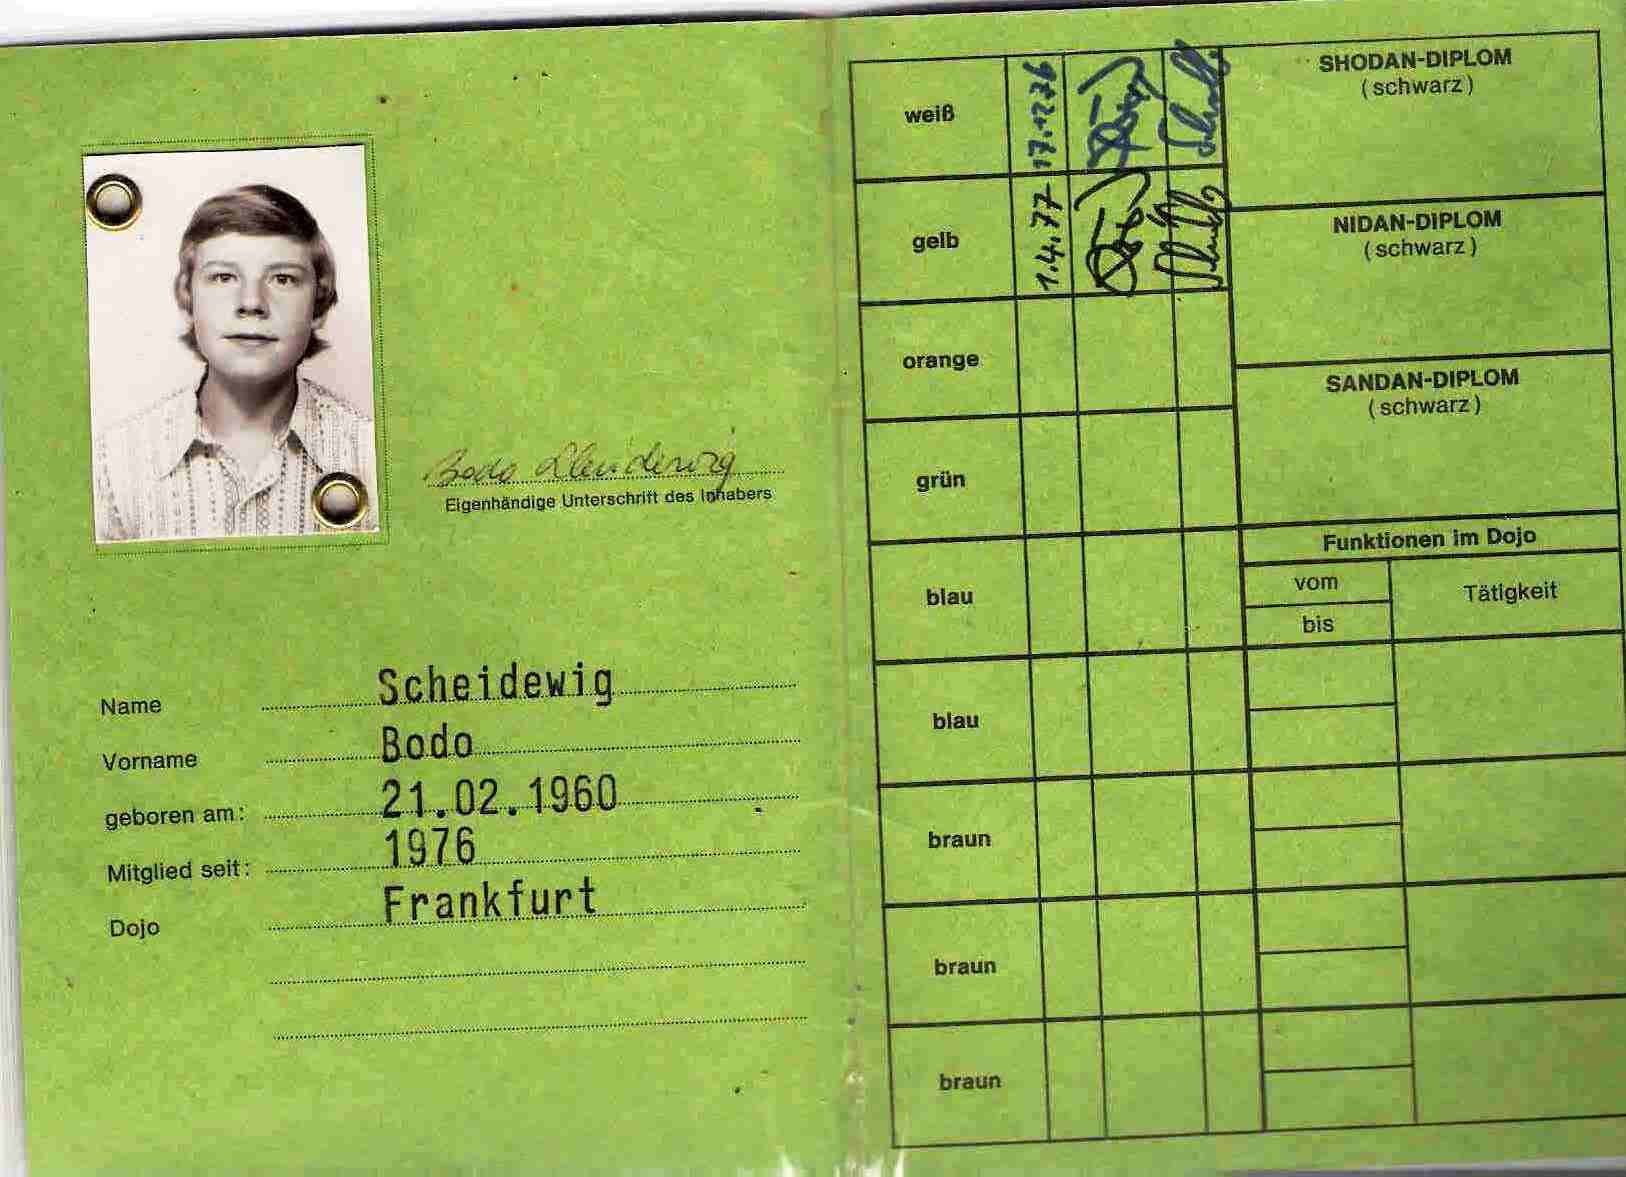 Bodo Scheidewig
Eigenhändige Unterschrift des Inhabers
Name Scheidewig
Vorname Bodo
geboren am: 21.02.1960
Mitglied seit: 1976
Dojo Frankfurt
weiß 17.12.76
gelb 1.4.77
orange
grün
blau
blau
braun
braun
braun
SHODAN-DIPLOM
(schwarz)
NIDAN-DIPLOM
(schwarz)
SANDAN-DIPLOM
(schwarz)
Funktionen im Dojo
vom
bis
Tätigkeit